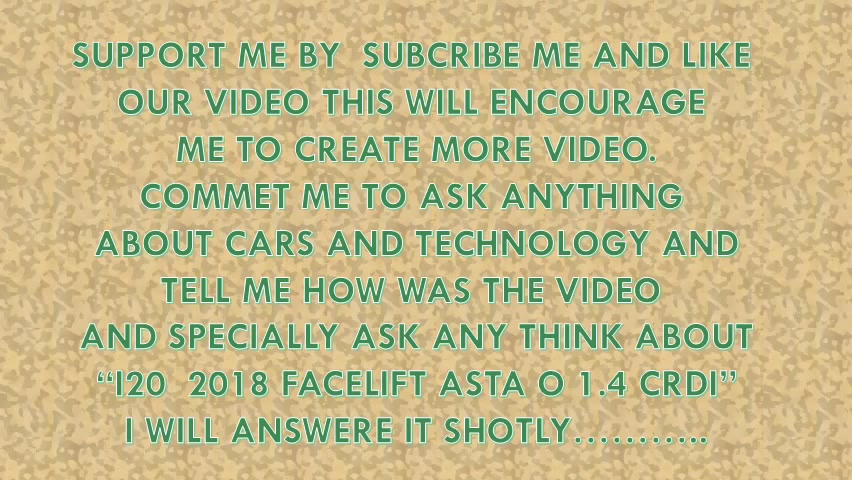 SUPPORT ME BY  SUBCRIBE ME AND LIKE
OUR VIDEO THIS WILL ENCOURAGE
ME TO CREATE MORE VIDEO.
COMMET ME TO ASK ANYTHING
ABOUT CARS AND TECHNOLOGY AND
TELL ME HOW WAS THE VIDEO
AND SPECIALLY ASK ANY THINK ABOUT
“I20  2018 FACELIFT ASTA O 1.4 CRDI”
I WILL ANSWERE IT SHOTLY………..